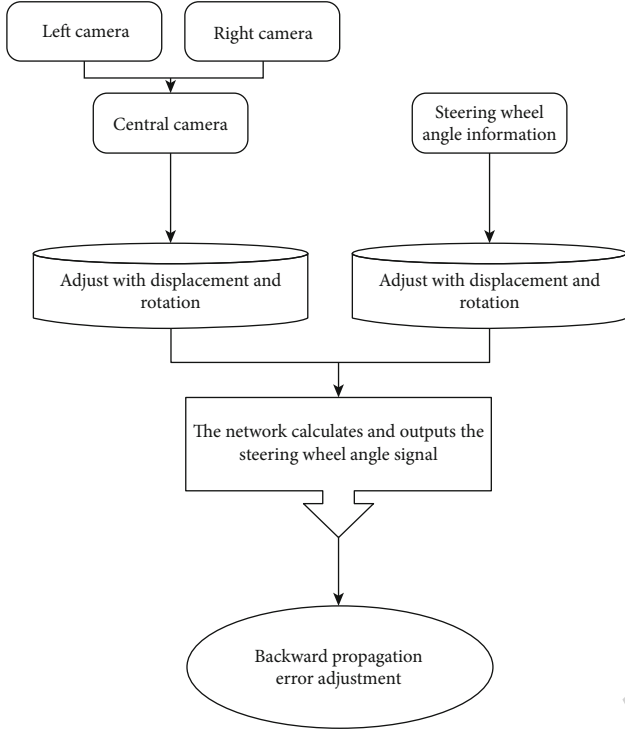 Left camera
Right camera
Central camera
Steering wheel
angle information
Adjust with displacement and
rotation
Adjust with displacement and
rotation
The network calculates and outputs the
steering wheel angle signal
Backward propagation
error adjustment